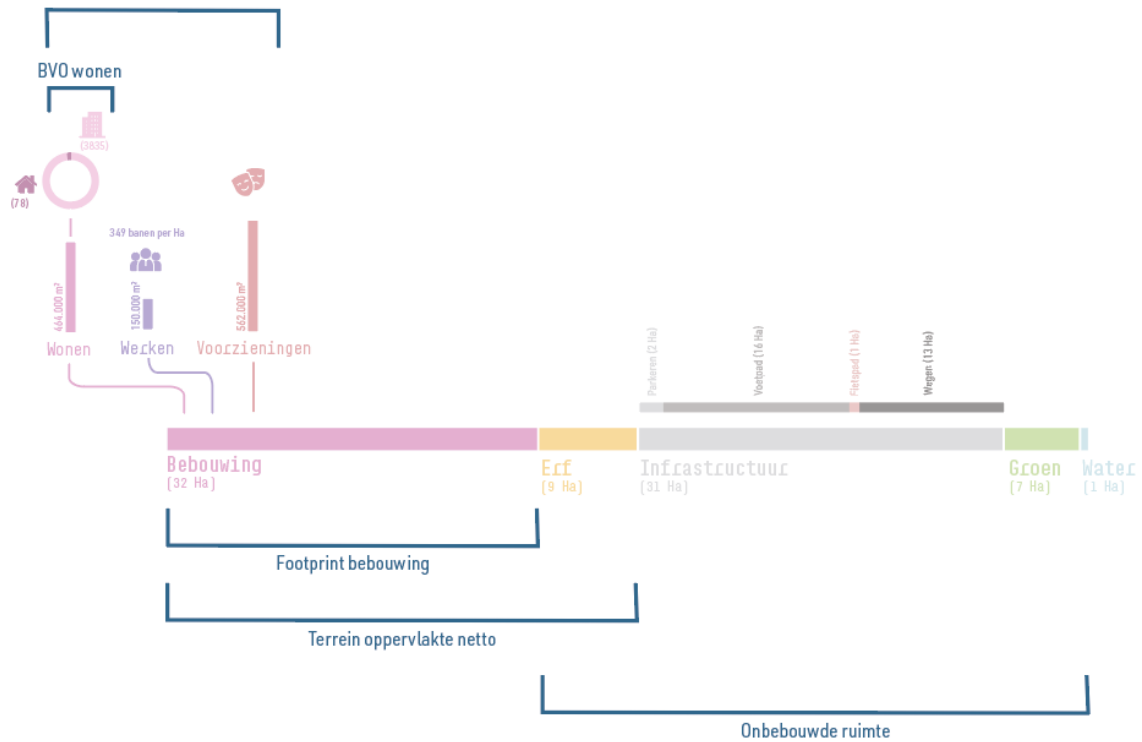 BVO wonen
(3835)
(78)
349 banen per Ha
464.000 m²
150.000 m²
562.000 m²
Wonen
Werken
Voorzieningen
Parkeren (2 Ha)
Voetpad (16 Ha)
Fietspad (1 Ha)
Wegen (13 Ha)
Bebouwing
(32 Ha)
Erf
(9 Ha)
Infrastructuur
(31 Ha)
Groen
(7 Ha)
Water
(1 Ha)
Footprint bebouwing
Terrein oppervlakte netto
Onbebouwde ruimte